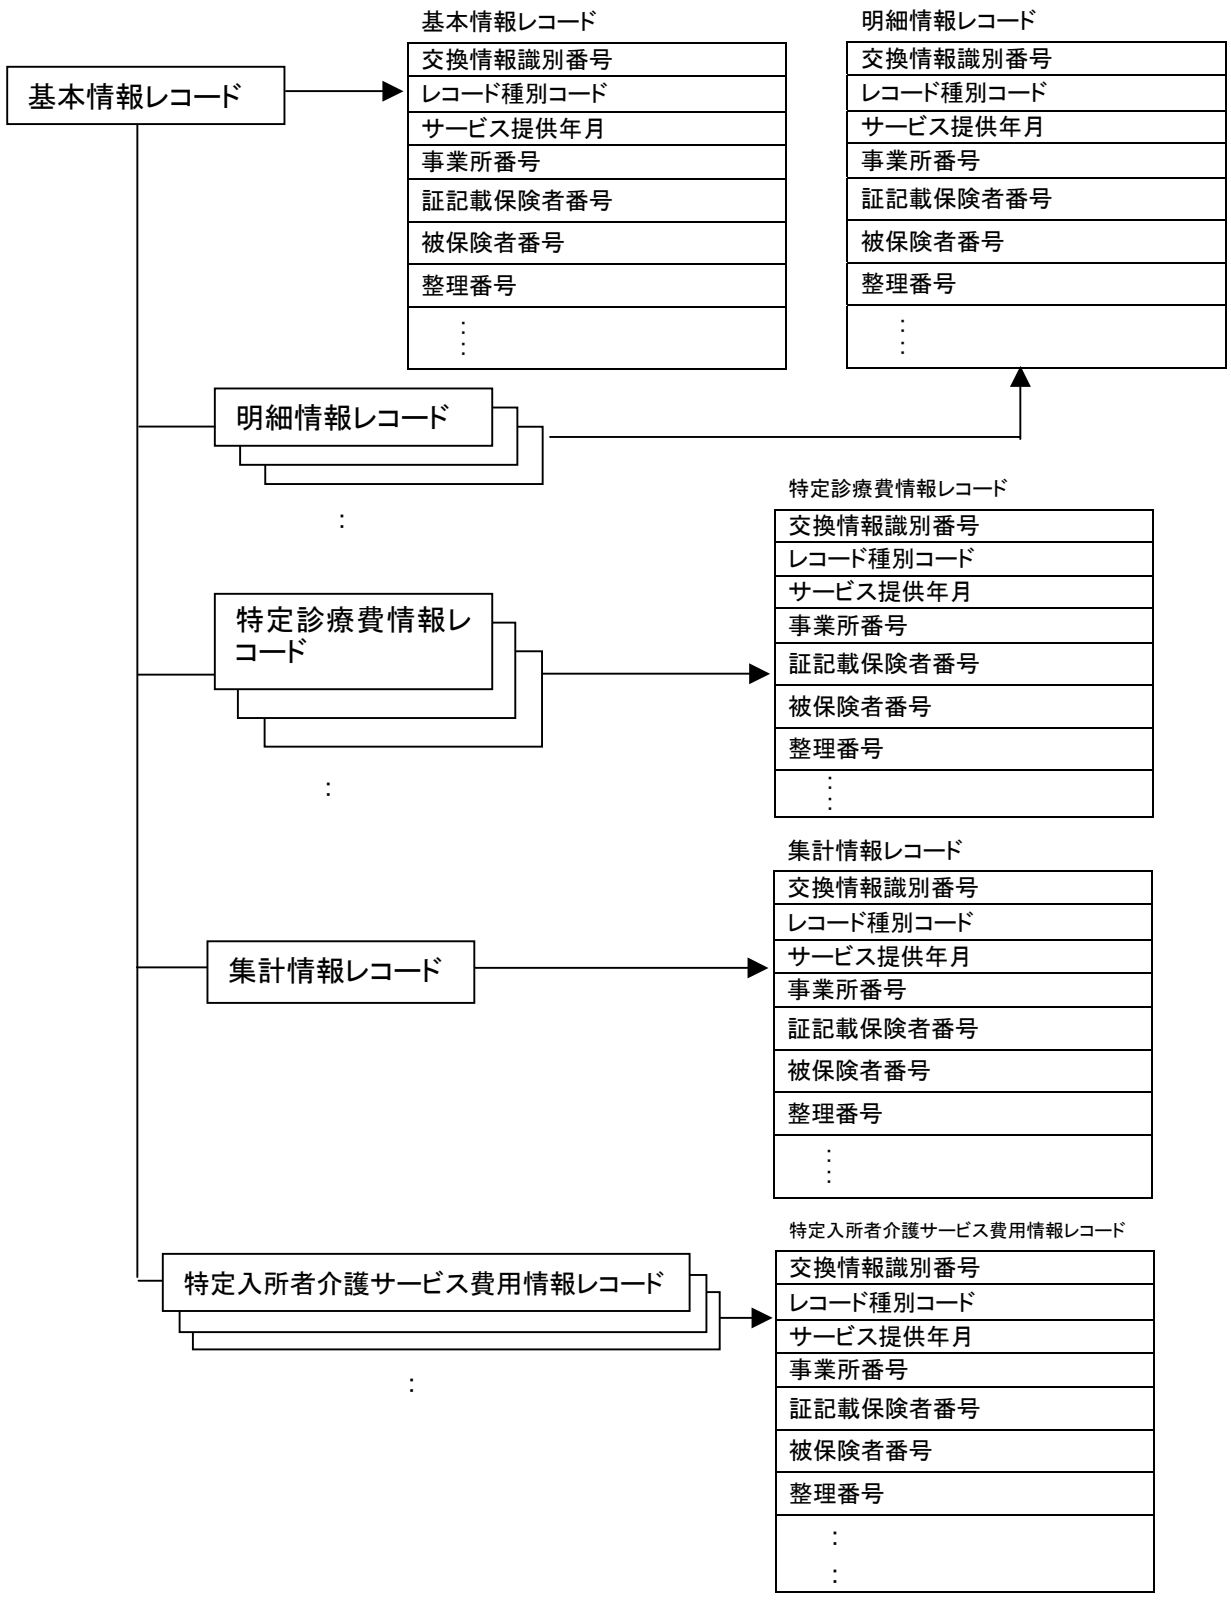 基本情報レコード
基本情報レコード
交換情報識別番号
レコード種別コード
サービス提供年月
事業所番号
証記載保険者番号
被保険者番号
整理番号
：
：
明細情報レコード
交換情報識別番号
レコード種別コード
サービス提供年月
事業所番号
証記載保険者番号
被保険者番号
整理番号
：
：
明細情報レコード
：
特定診療費情報レ
コード
：
特定診療費情報レコード
交換情報識別番号
レコード種別コード
サービス提供年月
事業所番号
証記載保険者番号
被保険者番号
整理番号
：
：
集計情報レコード
集計情報レコード
交換情報識別番号
レコード種別コード
サービス提供年月
事業所番号
証記載保険者番号
被保険者番号
整理番号
：
：
特定入所者介護サービス費用情報レコード
：
特定入所者介護サービス費用情報レコード
交換情報識別番号
レコード種別コード
サービス提供年月
事業所番号
証記載保険者番号
被保険者番号
整理番号
：
：